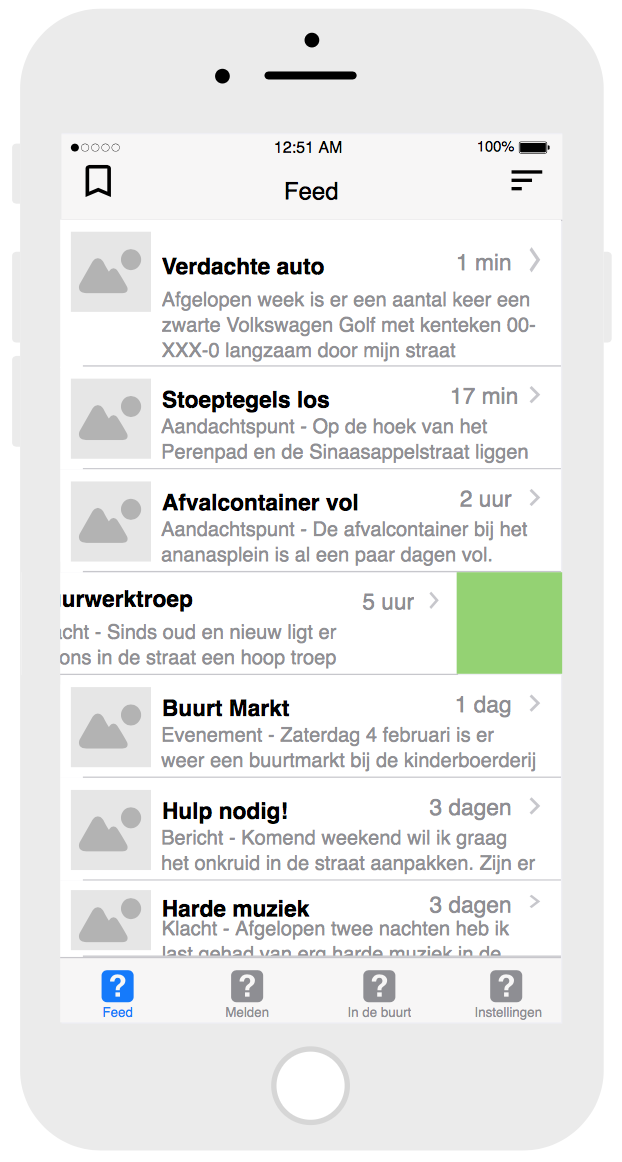 12:51 AM
100%
Feed
Verdachte auto
1 min
Afgelopen week is er een aantal keer een
zwarte Volkswagen Golf met kenteken 00-
XXX-0 langzaam door mijn straat
Stoeptegels los
17 min
Aandachtspunt - Op de hoek van het
Perenpad en de Sinaasappelstraat liggen
Afvalcontainer vol
2 uur
Aandachtspunt - De afvalcontainer bij het
ananasplein is al een paar dagen vol.
urwerktroep
5 uur
acht - Sinds oud en nieuw ligt er
ons in de straat een hoop troep
Buurt Markt
1 dag
Evenement - Zaterdag 4 februari is er
weer een buurtmarkt bij de kinderboerderij
Hulp nodig!
3 dagen
Bericht - Komend weekend wil ik graag
het onkruid in de straat aanpakken. Zijn er
Harde muziek
3 dagen
Klacht - Afgelopen twee nachten heb ik
last gehad van erg harde muziek in de
? ? ? ?
Feed Melden In de buurt Instellingen